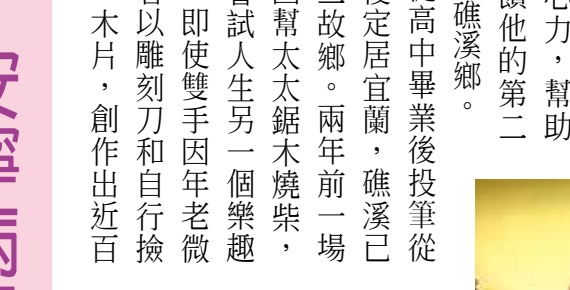 心力，幫助
他的第二
礁溪鄉。
高中畢業後投筆從
定居宜蘭，礁溪已
故鄉。兩年前一場
幫太太鋸木燒柴，
試人生另一個樂趣
即使雙手因年老微
以雕刻刀和自行撿
木片，創作出近百
安寧病